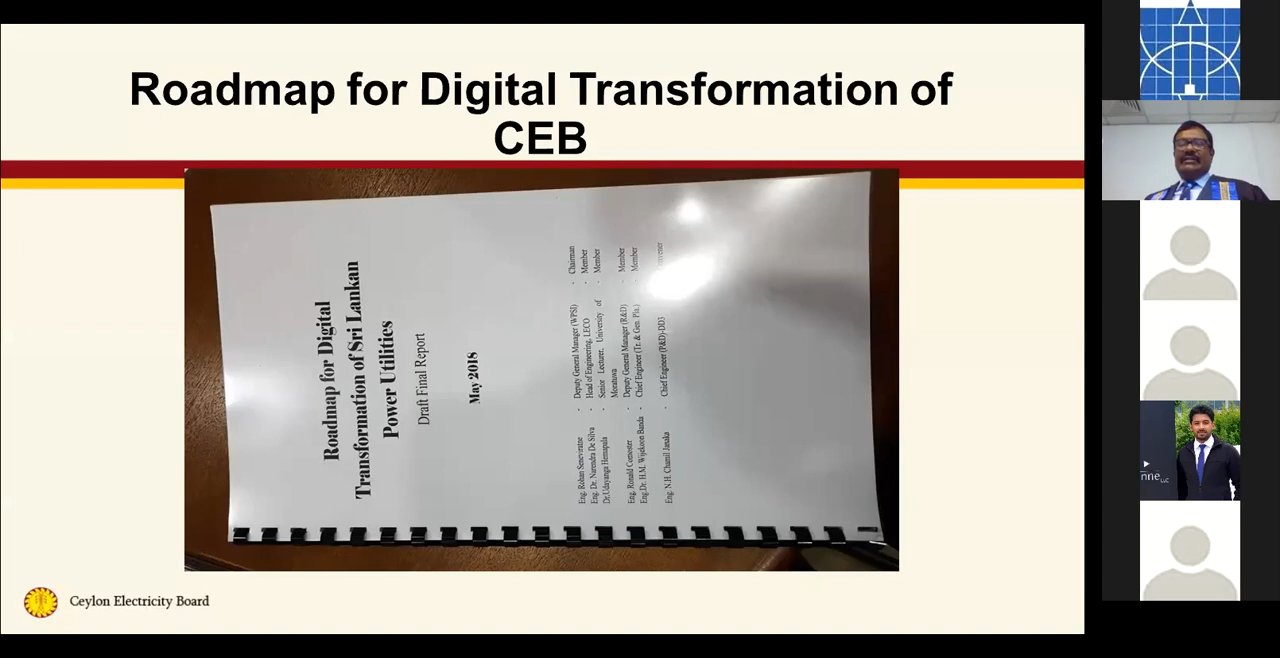 Roadmap for Digital Transformation of
CEB
Roadmap for Digital
Transformation of Sri Lankan
Power Utilities
Draft Final Report
May 2018
Eng. Rohan Seneviratne - Deputy General Manager (WPSI) - Chairman
Eng. Dr. Narendra De Silva - Head of Engineering, LECO - Member
Dr.Udayanga Hemapala - Senior Lecturer, University of - Member
Moratuwa
Eng. Ronald Comester - Deputy General Manager (R&D) - Member
Eng.Dr. H.M. Wijekoon Banda - Chief Engineer (Tr. & Gen. Pln.) - Member
Eng. N.H. Chamil Janaka - Chief Engineer (P&D)-DD3
Ceylon Electricity Board